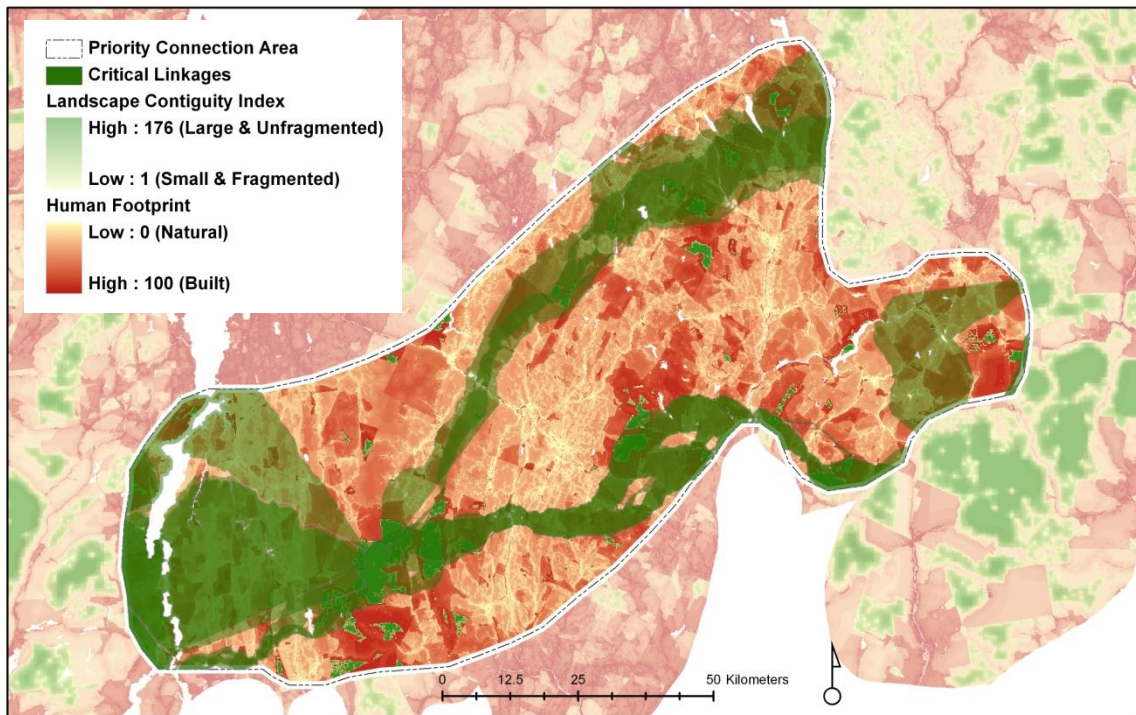 Priority Connection Area
Critical Linkages
Landscape Contiguity Index
High : 176 (Large & Unfragmented)
Low : 1 (Small & Fragmented)
Human Footprint
Low : 0 (Natural)
High : 100 (Built)
0 12.5 25 50 Kilometers